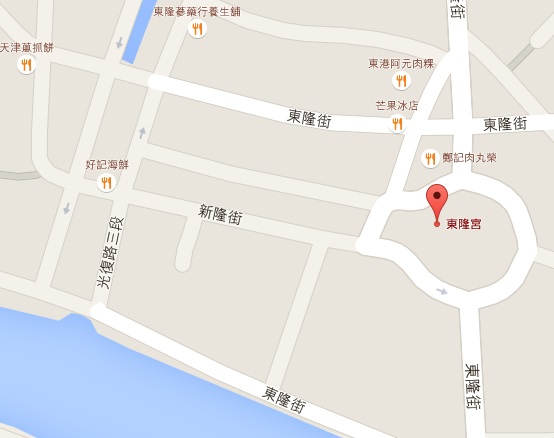 東隆蔘藥行養生舖
街
天津蔥抓餅
東港阿元肉粿
芒果冰店
東隆街
東隆街
鄭記肉丸榮
好記海鮮
新隆街
東隆宮
光復路三段
東隆街
東隆街